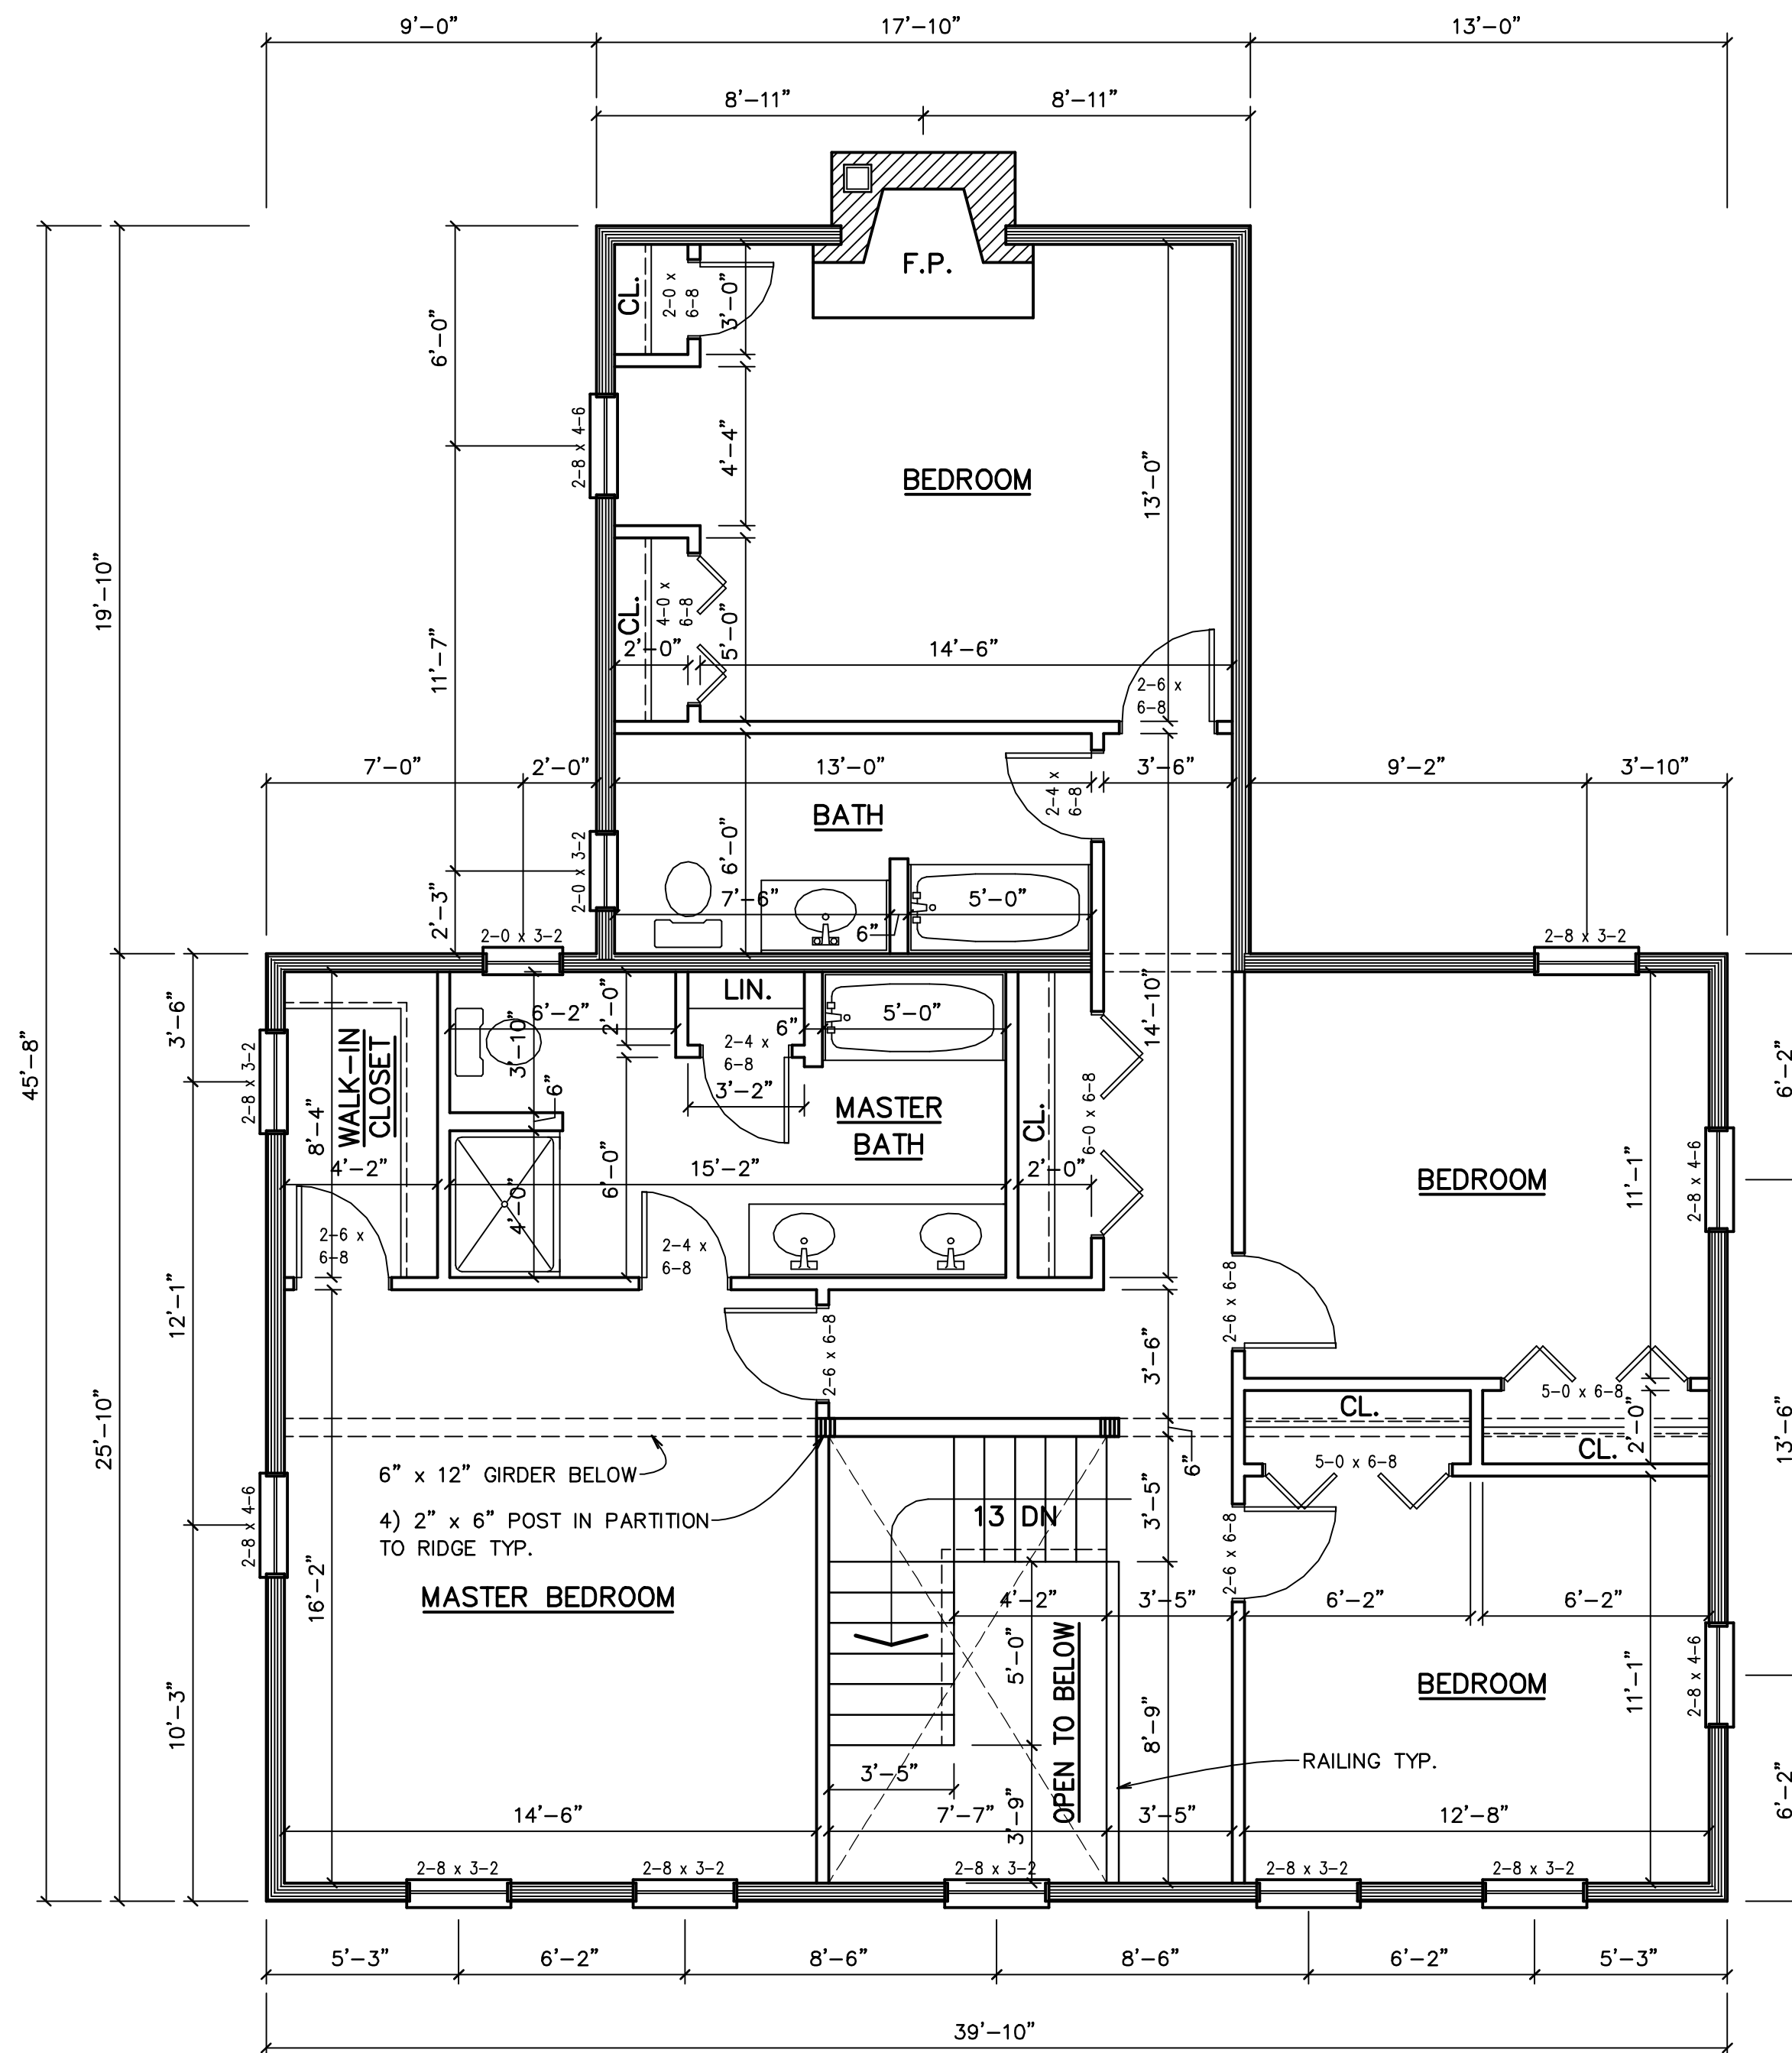 9'-0" 17'-10" 13'-0"
8'-11" 8'-11"
F.P.
CL.
2-0 x
6-8
3'-0"
6'-0"
2-8 x 4-6
4'-4"
BEDROOM
13'-0"
19'-10"
11'-7"
CL.
4-0 x
6-8
5'-0"
2'-0" 14'-6"
2-6 x
6-8
7'-0" 2'-0" 13'-0" 3'-6" 9'-2" 3'-10"
2-4 x
6-8
BATH
6'-0"
2-0 x 3-2
2'-3"
7'-6" 5'-0"
6"
2-0 x 3-2
2-8 x 3-2
45'-8"
3'-6"
2-8 x 3-2
WALK-IN
CLOSET
8'-4"
4'-2"
2-6 x
6-8
6'-2"
3'-10"
2'-0"
LIN.
6"
5'-0"
2-4 x
6-8
3'-2"
6"
MASTER
BATH
15'-2"
4'-0"
6'-0"
2-4 x
6-8
CL.
2'-0"
6-0 x 6-8
14'-10"
6'-2"
BEDROOM
11'-1"
2-8 x 4-6
12'-1"
25'-10"
2-6 x 6-8
3'-6"
2-6 x 6-8
5-0 x 6-8
CL.
2'-0"
CL.
5-0 x 6-8
13'-6"
6"
6" x 12" GIRDER BELOW
4) 2" x 6" POST IN PARTITION
TO RIDGE TYP.
2-8 x 4-6
13 DN
3'-5"
2-6 x 6-8
MASTER BEDROOM
16'-2"
4'-2" 3'-5" 6'-2" 6'-2"
5'-0"
OPEN TO BELOW
8'-9"
BEDROOM
11'-1"
2-8 x 4-6
10'-3"
RAILING TYP.
3'-5"
3'-9"
6'-2"
14'-6" 7'-7" 3'-5" 12'-8"
2-8 x 3-2 2-8 x 3-2 2-8 x 3-2 2-8 x 3-2 2-8 x 3-2
5'-3" 6'-2" 8'-6" 8'-6" 6'-2" 5'-3"
39'-10"